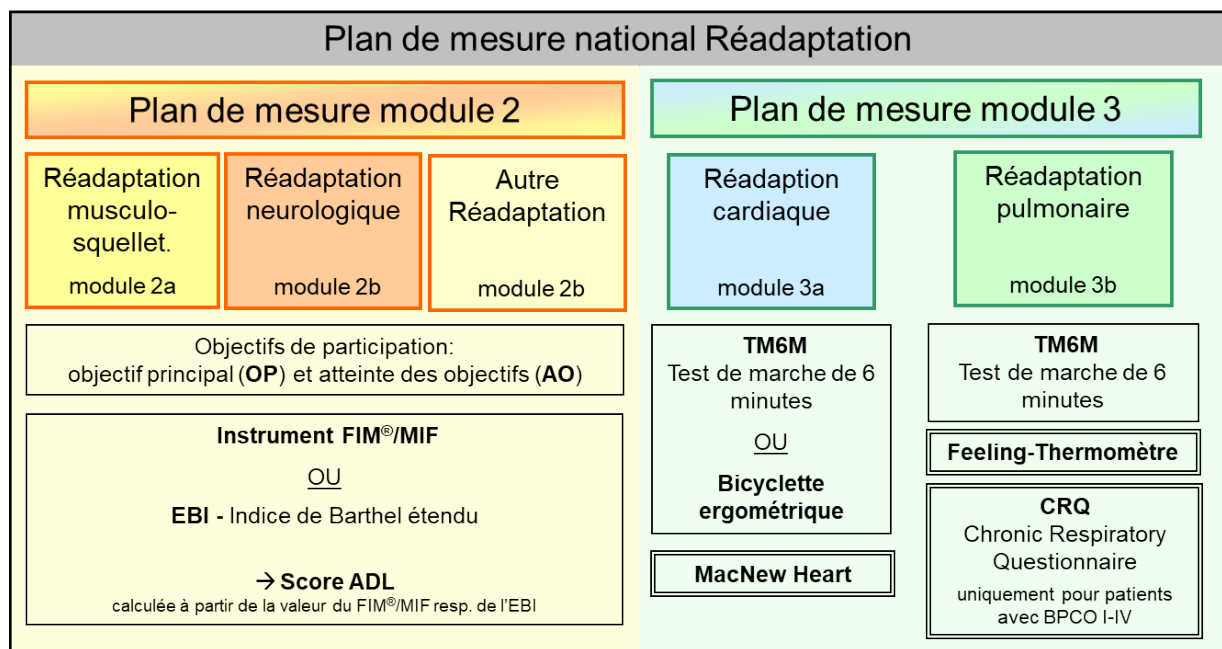 Plan de mesure national Réadaptation
Plan de mesure module 2
Réadaptation
musculo-
squellet.
module 2a
Réadaptation
neurologique
module 2b
Autre
Réadaptation
module 2b
Objectifs de participation:
objectif principal (OP) et atteinte des objectifs (AO)
Instrument FIM®/MIF
OU
EBI - Indice de Barthel étendu
→ Score ADL
calculée à partir de la valeur du FIM®/MIF resp. de l'EBI
Plan de mesure module 3
Réadaption
cardiaque
module 3a
TM6M
Test de marche de 6
minutes
OU
Bicyclette
ergométrique
MacNew Heart
Réadaptation
pulmonaire
module 3b
TM6M
Test de marche de 6
minutes
Feeling-Thermomètre
CRQ
Chronic Respiratory
Questionnaire
uniquement pour patients
avec BPCO I-IV